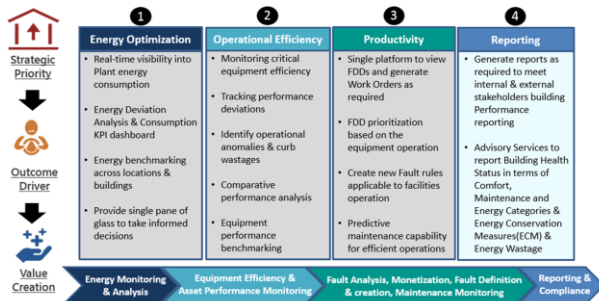 1
2
3
4
Strategic
Priority
Outcome
Driver
Value
Creation
Energy Optimization
• Real-time visibility into
Plant energy
consumption
• Energy Deviation
Analysis & Consumption
KPI dashboard
• Energy benchmarking
across locations &
buildings
• Provide single pane of
glass to take informed
decisions
Operational Efficiency
• Monitoring critical
equipment efficiency
• Tracking performance
deviations
• Identify operational
anomalies & curb
wastages
• Comparative
performance analysis
• Equipment
performance
benchmarking
Productivity
• Single platform to view
FDDs and generate
Work Orders as
required
• FDD prioritization
based on the
equipment operation
• Create new Fault rules
applicable to facilities
operation
• Predictive
maintenance capability
for efficient operations
Reporting
• Generate reports as
required to meet
internal & external
stakeholders building
Performance
reporting
• Advisory Services to
report Building Health
Status in terms of
Comfort,
Maintenance and
Energy Categories &
Energy Conservation
Measures(ECM) &
Energy Wastage
Energy Monitoring
& Analysis
Equipment Efficiency &
Asset Performance Monitoring
Fault Analysis, Monetization, Fault Definition
& creation, Maintenance Monitoring
Reporting &
Compliance